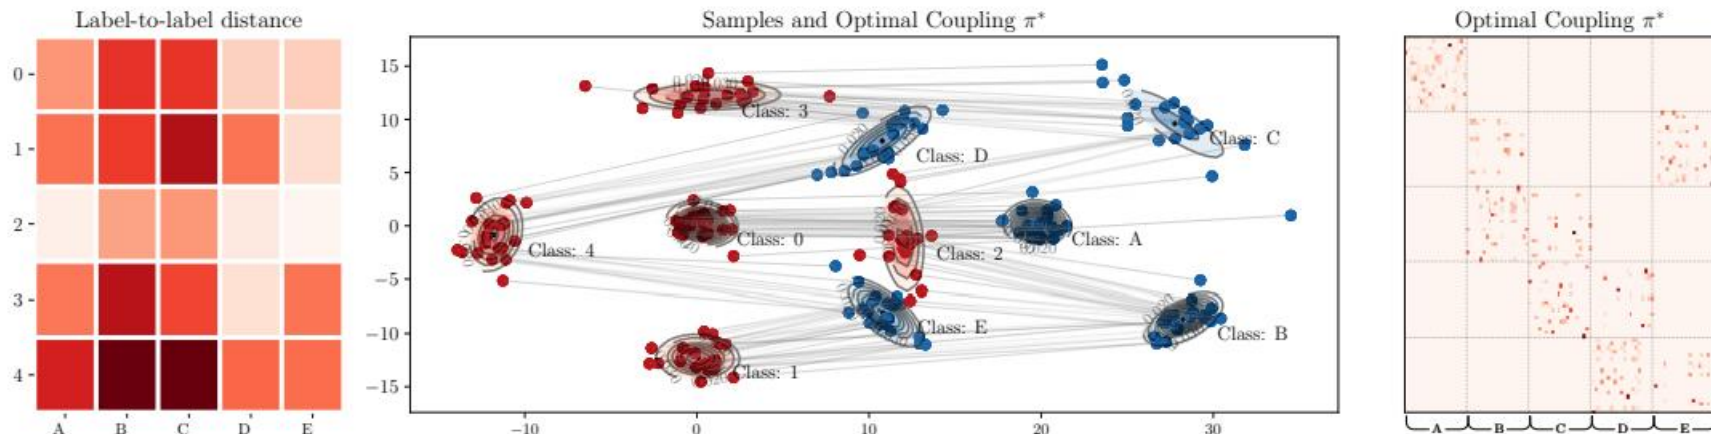 Label-to-label distance
0
1
2
3
4
A B C D E
Samples and Optimal Coupling π*
15
10
5
0
−5
−10
−15
−10 0 10 20 30
Class: 3
Class: C
Class: D
Class: 4
Class: 0
Class: 2
Class: A
Class: E
Class: B
Class: 1
Optimal Coupling π*
A B C D E